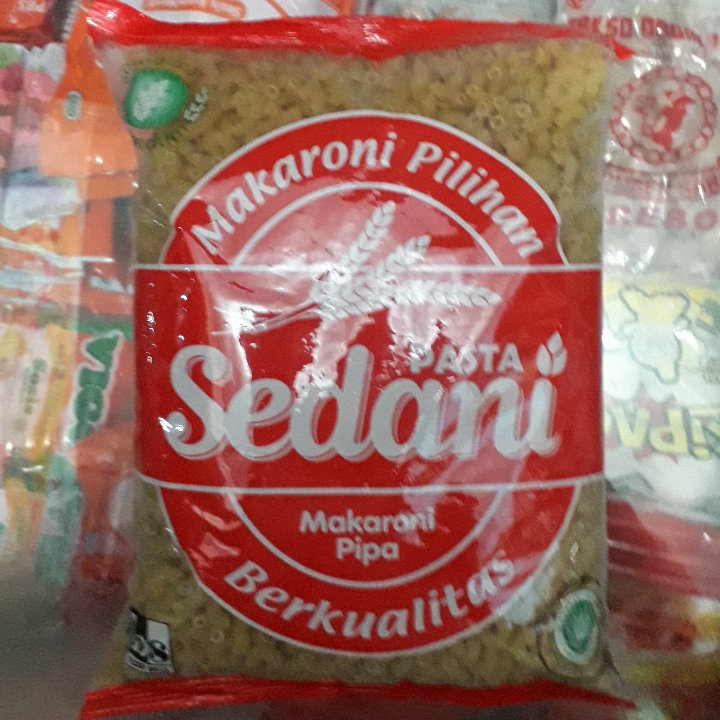 Makaroni Pilihan
PASTA
Sedani
Makaroni
Pipa
Berkualitas